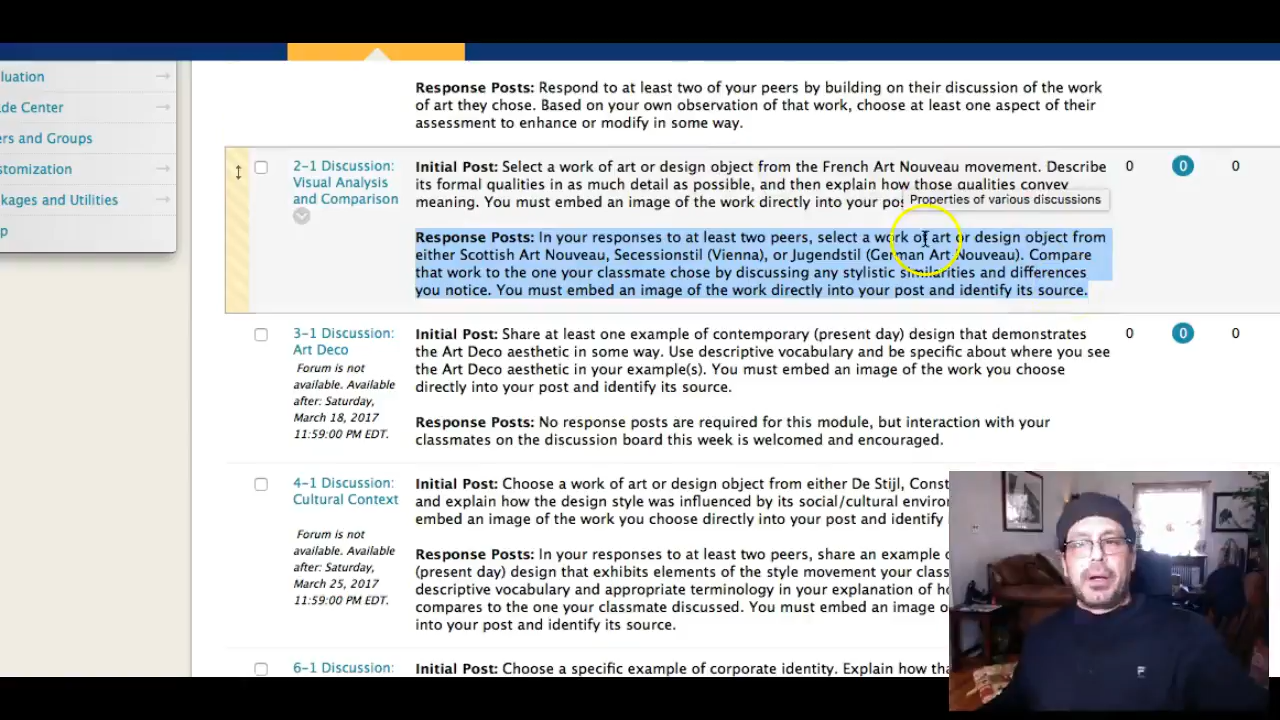 luation
ade Center
ers and Groups
stomization
kages and Utilities
p
Response Posts: Respond to at least two of your peers by building on their discussion of the work
of art they chose. Based on your own observation of that work, choose at least one aspect of their
assessment to enhance or modify in some way.
2-1 Discussion:
Visual Analysis
and Comparison
Initial Post: Select a work of art or design object from the French Art Nouveau movement. Describe
its formal qualities in as much detail as possible, and then explain how those qualities convey
meaning. You must embed an image of the work directly into your pos
Properties of various discussions
0 0 0
Response Posts: In your responses to at least two peers, select a work of art or design object from
either Scottish Art Nouveau, Secessionstil (Vienna), or Jugendstil (German Art Nouveau). Compare
that work to the one your classmate chose by discussing any stylistic similarities and differences
you notice. You must embed an image of the work directly into your post and identify its source.
3-1 Discussion:
Art Deco
Forum is not
available. Available
after: Saturday,
March 18, 2017
11:59:00 PM EDT.
Initial Post: Share at least one example of contemporary (present day) design that demonstrates
the Art Deco aesthetic in some way. Use descriptive vocabulary and be specific about where you see
the Art Deco aesthetic in your example(s). You must embed an image of the work you choose
directly into your post and identify its source.
0 0 0
Response Posts: No response posts are required for this module, but interaction with your
classmates on the discussion board this week is welcomed and encouraged.
4-1 Discussion:
Cultural Context
Forum is not
available. Available
after: Saturday,
March 25, 2017
11:59:00 PM EDT.
Initial Post: Choose a work of art or design object from either De Stijl, Const
and explain how the design style was influenced by its social/cultural environ
embed an image of the work you choose directly into your post and identify
Response Posts: In your responses to at least two peers, share an example o
(present day) design that exhibits elements of the style movement your clas
descriptive vocabulary and appropriate terminology in your explanation of ho
compares to the one your classmate discussed. You must embed an image o
into your post and identify its source.
6-1 Discussion:
Initial Post: Choose a specific example of corporate identity. Explain how tha